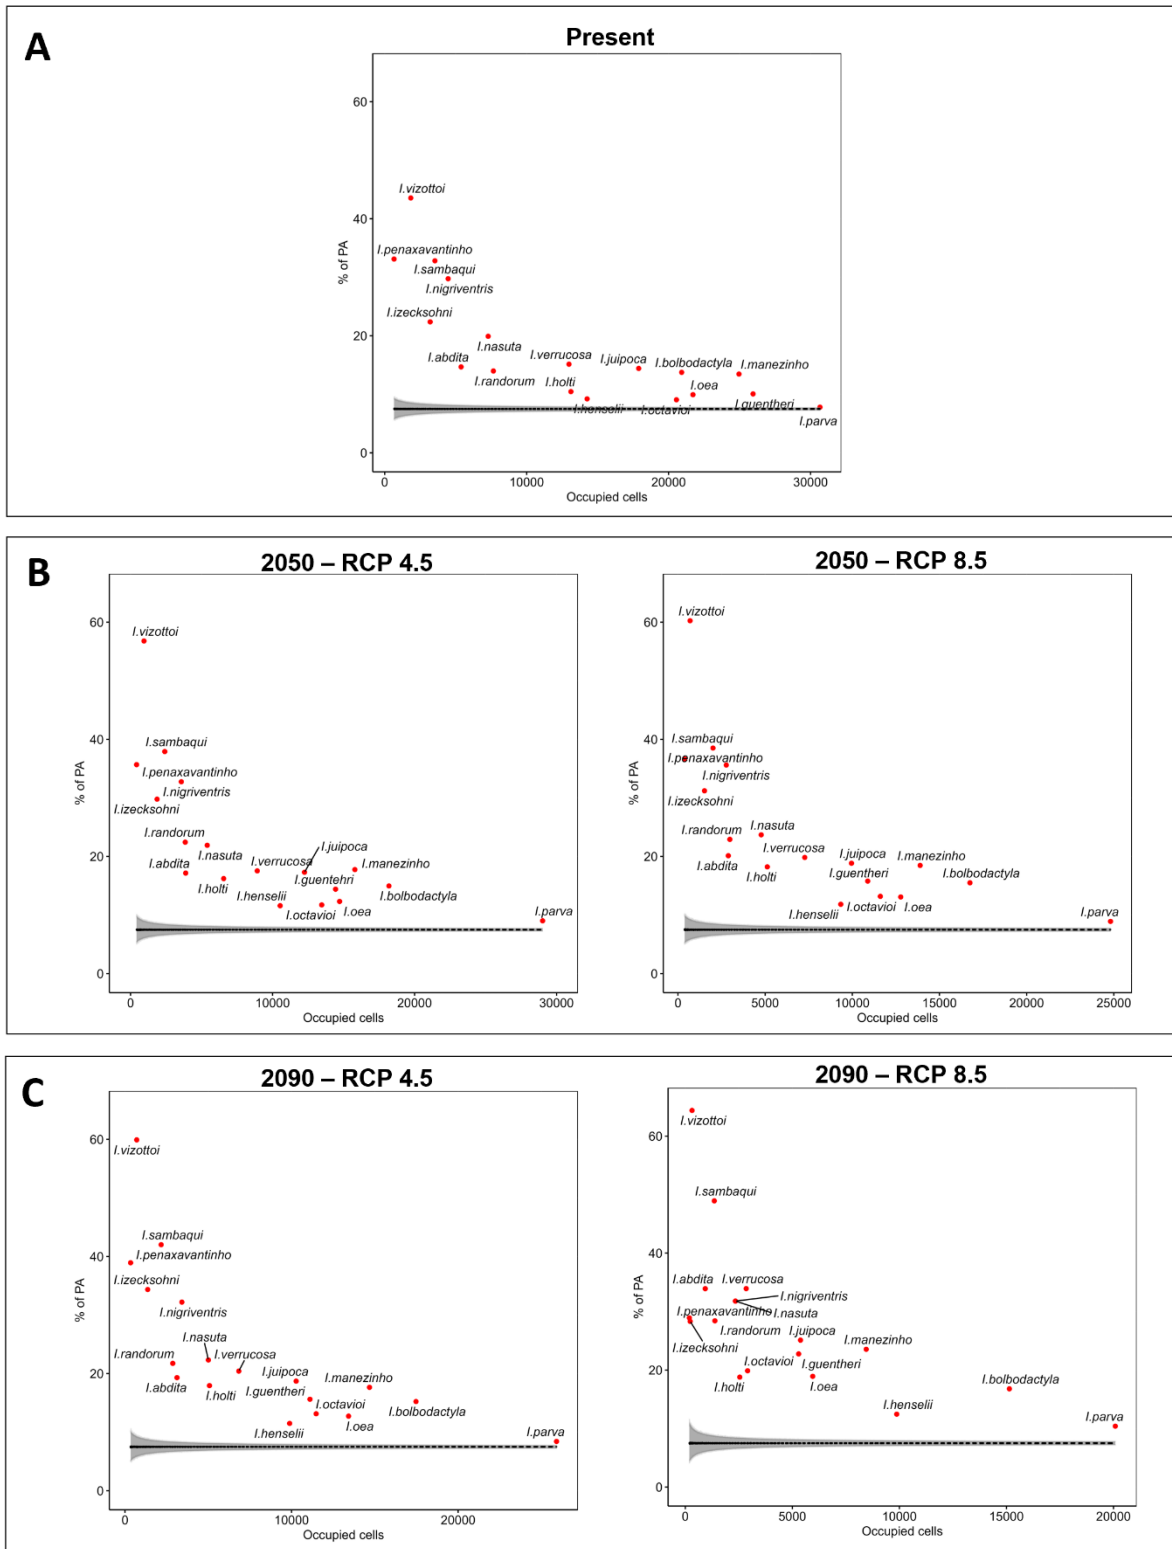 A
Present
60
40
20
0
% of PA
I.vizottoi
I.penaxavantinho
I.sambaqui
I.nigriventris
I.izecksohni
I.nasuta
I.abdita
I.randorum
I.verrucosa
I.juipoca
I.bolbodactyla
I.manezinho
I.holti
I.oea
I.henselii
I.octavioi
I.guentheri
I.parva
0 10000 20000 30000
Occupied cells
B
2050 – RCP 4.5
60
40
20
0
% of PA
I.vizottoi
I.sambaqui
I.penaxavantinho
I.nigriventris
I.izecksohni
I.randorum
I.nasuta
I.juipoca
I.abdita
I.verrucosa
I.manezinho
I.holti
I.guentehri
I.henselii
I.bolbodactyla
I.octavioi
I.oea
I.parva
0 10000 20000 30000
Occupied cells
2050 – RCP 8.5
60
40
20
0
% of PA
I.vizottoi
I.sambaqui
I.penaxavantinho
I.nigriventris
I.izecksohni
I.nasuta
I.randorum
I.verrucosa
I.juipoca
I.manezinho
I.abdita
I.holti
I.guentheri
I.bolbodactyla
I.henselii
I.octavioi
I.oea
I.parva
0 5000 10000 15000 20000 25000
Occupied cells
C
2090 – RCP 4.5
60
40
20
0
% of PA
I.vizottoi
I.sambaqui
I.penaxavantinho
I.izecksohni
I.nigriventris
I.nasuta
I.randorum
I.verrucosa
I.juipoca
I.manezinho
I.abdita
I.holti
I.guentheri
I.octavioi
I.bolbodactyla
I.henselii
I.oea
I.parva
0 10000 20000
Occupied cells
2090 – RCP 8.5
60
40
20
0
% of PA
I.vizottoi
I.sambaqui
I.abdita
I.verrucosa
I.nigriventris
I.penaxavantinho
I.nasuta
I.randorum
I.juipoca
I.izecksohni
I.manezinho
I.octavioi
I.guentheri
I.holti
I.oea
I.bolbodactyla
I.henselii
I.parva
0 5000 10000 15000 20000
Occupied cells